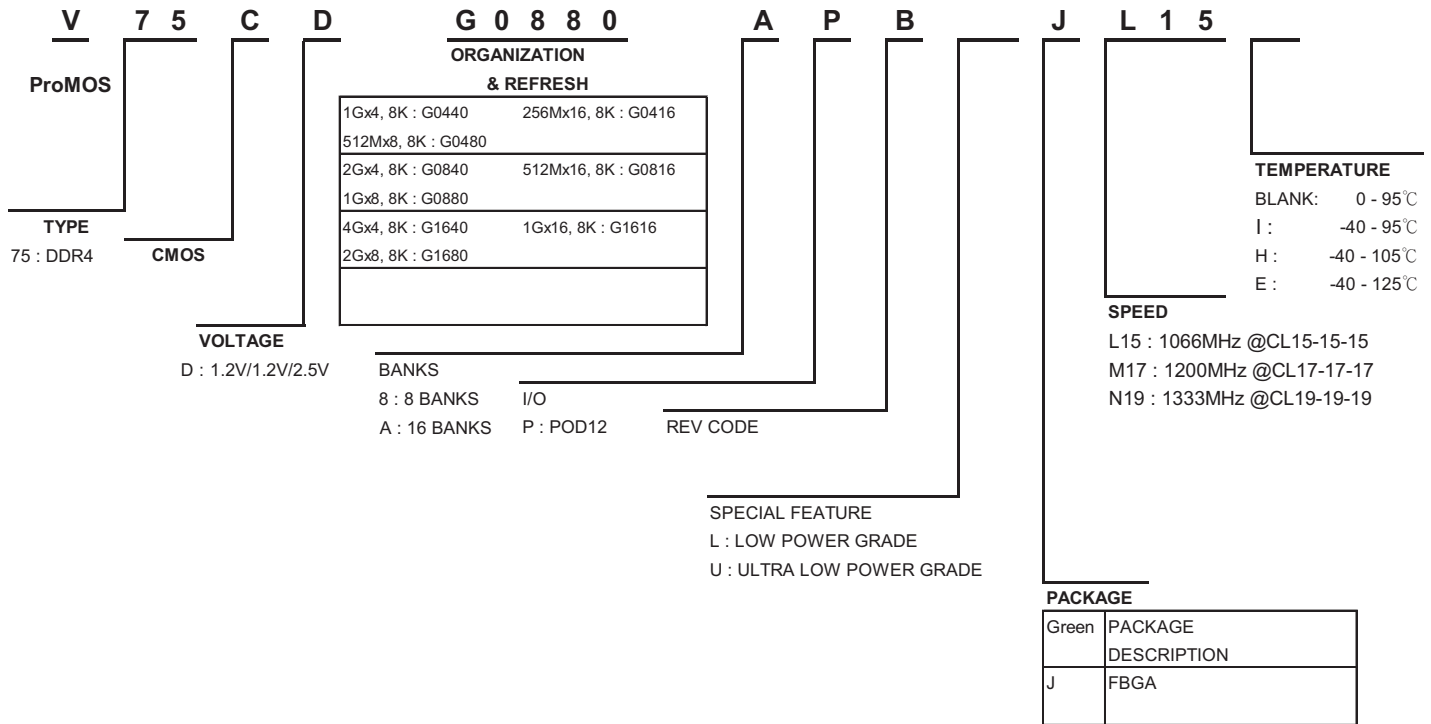 V 7 5 C D G 0 8 8 0 A P B J L 1 5
ORGANIZATION
& REFRESH
ProMOS
1Gx4, 8K : G0440 256Mx16, 8K : G0416
512Mx8, 8K : G0480
2Gx4, 8K : G0840 512Mx16, 8K : G0816
1Gx8, 8K : G0880
4Gx4, 8K : G1640 1Gx16, 8K : G1616
2Gx8, 8K : G1680
TYPE
75 : DDR4
CMOS
VOLTAGE
D : 1.2V/1.2V/2.5V
BANKS
8 : 8 BANKS
A : 16 BANKS
I/O
P : POD12
REV CODE
TEMPERATURE
BLANK: 0 - 95℃
I : -40 - 95℃
H : -40 - 105℃
E : -40 - 125℃
SPEED
L15 : 1066MHz @CL15-15-15
M17 : 1200MHz @CL17-17-17
N19 : 1333MHz @CL19-19-19
SPECIAL FEATURE
L : LOW POWER GRADE
U : ULTRA LOW POWER GRADE
PACKAGE
Green PACKAGE
DESCRIPTION
J FBGA